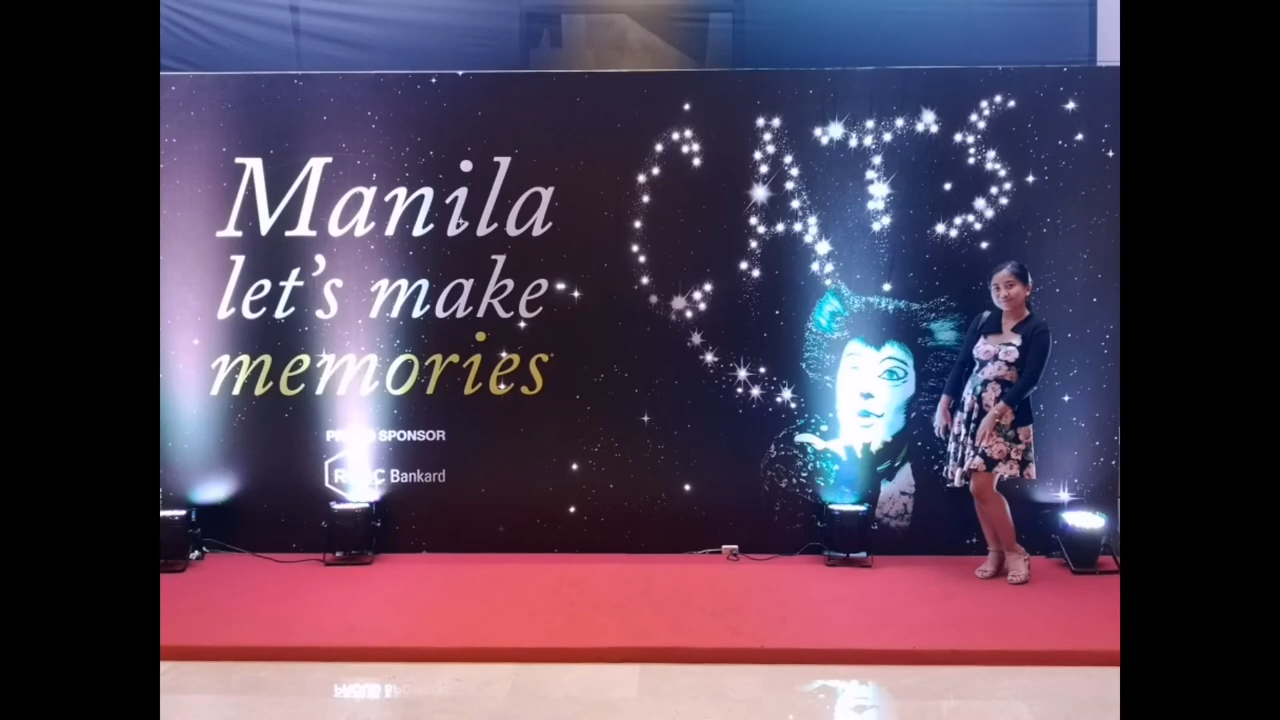 Manila
let's make
memories
CATS
SPONSOR
Bankard